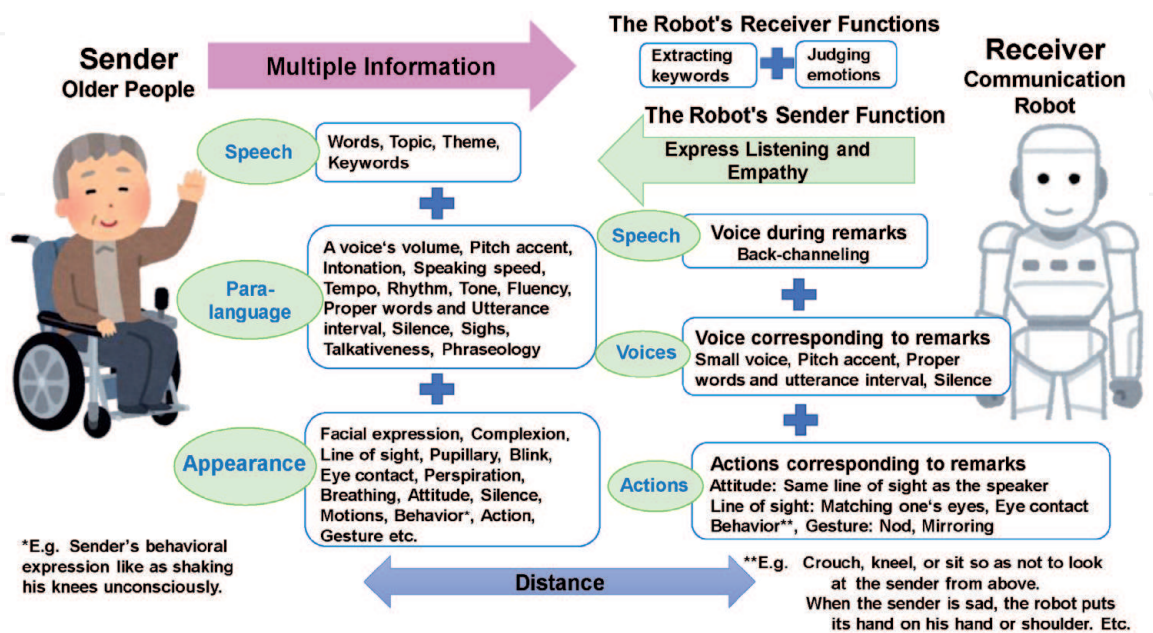 Sender
Older People
Multiple Information
The Robot's Receiver Functions
Extracting
keywords
Judging
emotions
Receiver
Communication
Robot
The Robot's Sender Function
Express Listening and
Empathy
Speech
Words, Topic, Theme,
Keywords
Para-
language
A voice's volume, Pitch accent,
Intonation, Speaking speed,
Tempo, Rhythm, Tone, Fluency,
Proper words and Utterance
interval, Silence, Sighs,
Talkativeness, Phraseology
Appearance
Facial expression, Complexion,
Line of sight, Pupillary, Blink,
Eye contact, Perspiration,
Breathing, Attitude, Silence,
Motions, Behavior*, Action,
Gesture etc.
Speech
Voice during remarks
Back-channeling
Voices
Voice corresponding to remarks
Small voice, Pitch accent, Proper
words and utterance interval, Silence
Actions
Actions corresponding to remarks
Attitude: Same line of sight as the speaker
Line of sight: Matching one's eyes, Eye contact
Behavior**, Gesture: Nod, Mirroring
*E.g. Sender's behavioral
expression like as shaking
his knees unconsciously.
Distance
**E.g. Crouch, kneel, or sit so as not to look
at the sender from above.
When the sender is sad, the robot puts
its hand on his hand or shoulder. Etc.